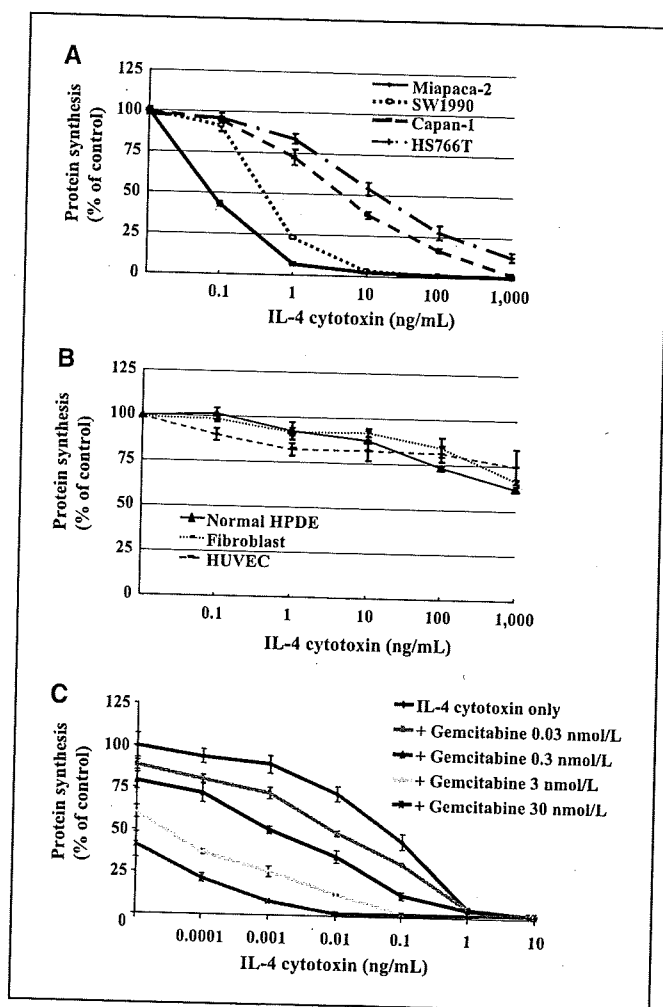 A
125
100
75
50
25
0
Protein synthesis
(% of control)
Miapaca-2
SW1990
Capan-1
HS766T
0.1 1 10 100 1,000
IL-4 cytotoxin (ng/mL)
B
125
100
75
50
25
0
Protein synthesis
(% of control)
Normal HPDE
Fibroblast
HUVEC
0.1 1 10 100 1,000
IL-4 cytotoxin (ng/mL)
C
125
100
75
50
25
0
Protein synthesis
(% of control)
IL-4 cytotoxin only
+ Gemcitabine 0.03 nmol/L
+ Gemcitabine 0.3 nmol/L
+ Gemcitabine 3 nmol/L
+ Gemcitabine 30 nmol/L
0.0001 0.001 0.01 0.1 1 10
IL-4 cytotoxin (ng/mL)